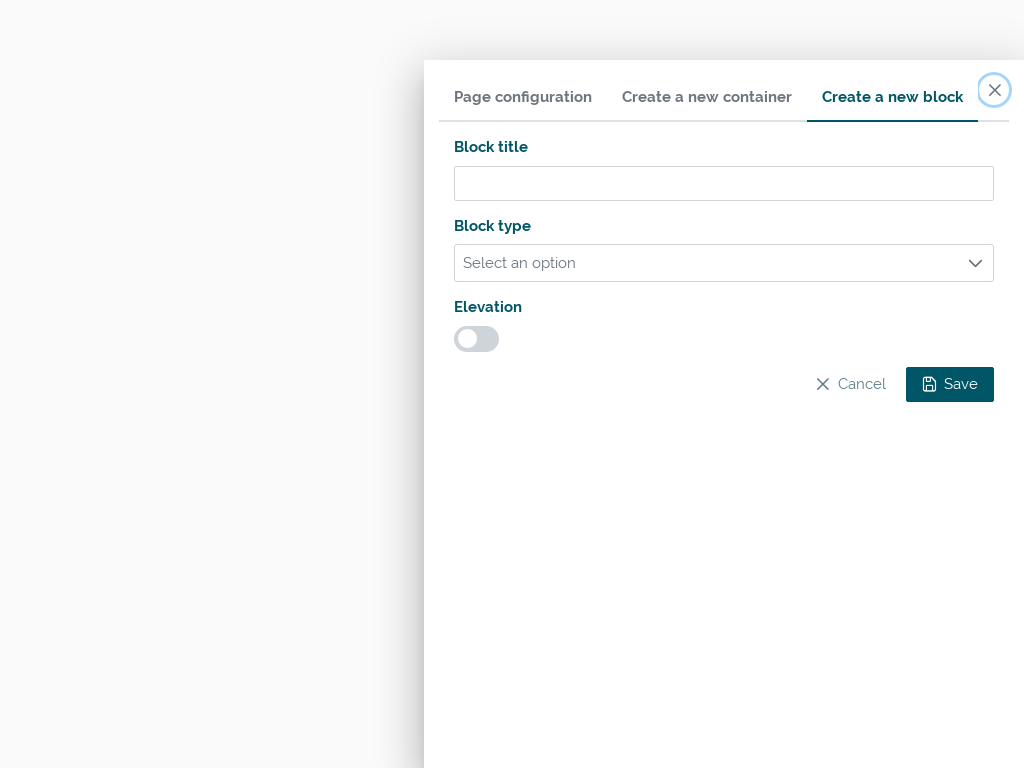 Page configuration
Create a new container
Create a new block
Block title
Block type
Select an option
Elevation
Cancel
Save